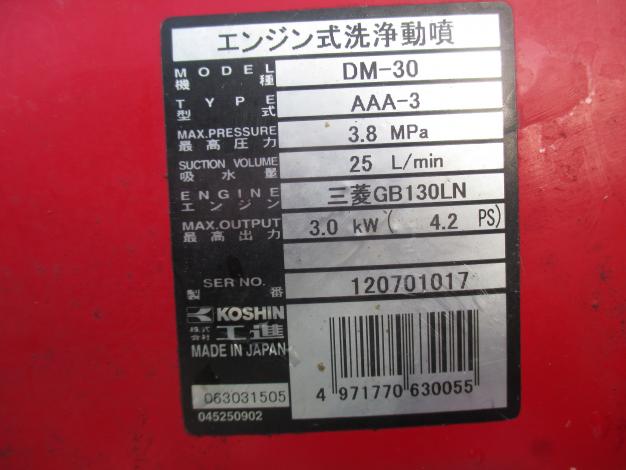 エンジン式洗浄動噴
MODEL 機種 DM-30
TYPE 型式 AAA-3
MAX.PRESSURE 最高圧力 3.8 MPa
SUCTION VOLUME 吸水量 25 L/min
ENGINE エンジン 三菱GB130LN
MAX.OUTPUT 最高出力 3.0 kW( 4.2 PS)
SER NO. 製番 120701017
KOSHIN
株式会社 工進
MADE IN JAPAN
063031505
045250902
4 971770 630055